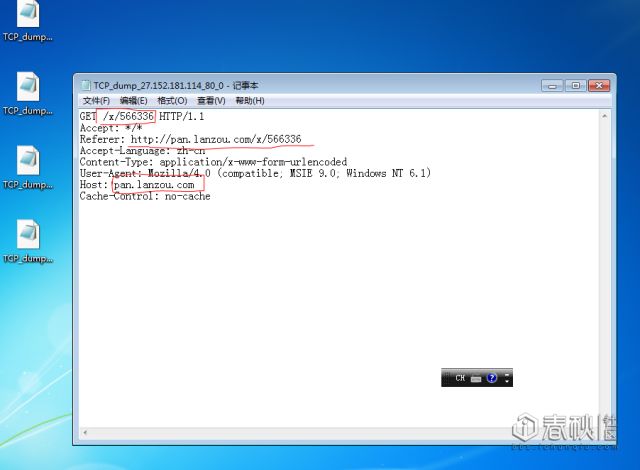 TCP_dump...
TCP_dump...
TCP_dump...
TCP_dump...
TCP_dump_27.152.181.114_80_0 - 记事本
文件(F) 编辑(E) 格式(O) 查看(V) 帮助(H)
GET /x/566336 HTTP/1.1
Accept: */*
Referer: http://pan.lanzou.com/x/566336
Accept-Language: zh-cn
Content-Type: application/x-www-form-urlencoded
User-Agent: Mozilla/4.0 (compatible; MSIE 9.0; Windows NT 6.1)
Host: pan.lanzou.com
Cache-Control: no-cache
CH
春秋
bbs.ichunqiu.com